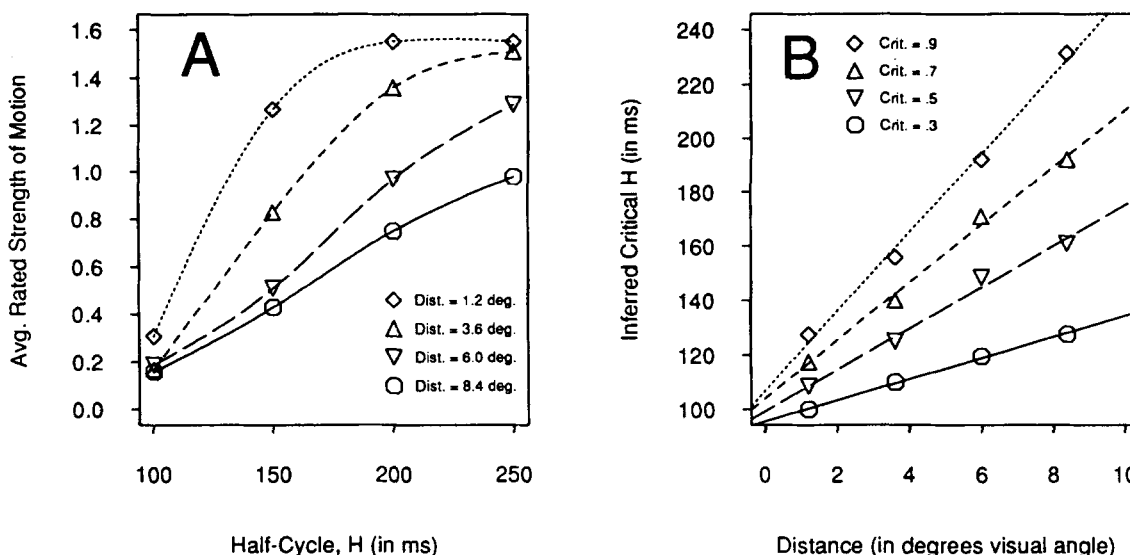 A
Avg. Rated Strength of Motion
1.6
1.4
1.2
1.0
0.8
0.6
0.4
0.2
0.0
Dist. = 1.2 deg.
Dist. = 3.6 deg.
Dist. = 6.0 deg.
Dist. = 8.4 deg.
100 150 200 250
Half-Cycle, H (in ms)
B
Inferred Critical H (in ms)
240
220
200
180
160
140
120
100
Crit. = .9
Crit. = .7
Crit. = .5
Crit. = .3
0 2 4 6 8 10
Distance (in degrees visual angle)